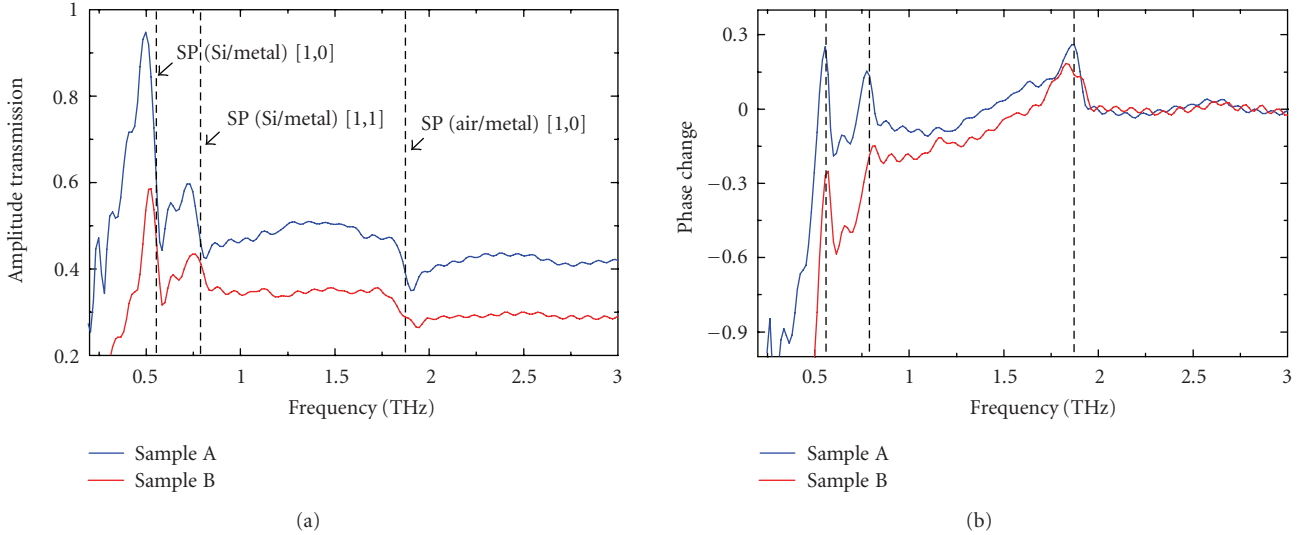 1
0.8
0.6
0.4
0.2
Amplitude transmission
SP (Si/metal) [1,0]
SP (Si/metal) [1,1]
SP (air/metal) [1,0]
0.5
1
1.5
2
2.5
3
Frequency (THz)
Sample A
Sample B
(a)
0.3
0
−0.3
−0.6
−0.9
Phase change
0.5
1
1.5
2
2.5
3
Frequency (THz)
Sample A
Sample B
(b)